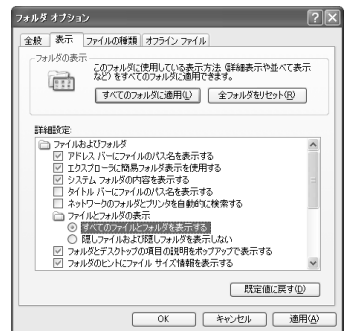 フォルダ オプション
全般 表示 ファイルの種類 オフライン ファイル
フォルダの表示
このフォルダに使用している表示方法 (詳細表示や並べて表示など) をすべてのフォルダに適用できます。
すべてのフォルダに適用(L) 全フォルダをリセット(R)
詳細設定:
ファイルおよびフォルダ
アドレス バーにファイルのパス名を表示する
エクスプローラに簡易フォルダ表示を使用する
システム フォルダの内容を表示する
タイトル バーにファイルのパス名を表示する
ネットワークのフォルダとプリンタを自動的に検索する
ファイルとフォルダの表示
すべてのファイルとフォルダを表示する
隠しファイルおよび隠しフォルダを表示しない
フォルダとデスクトップの項目の説明をポップアップで表示する
フォルダのヒントにファイル サイズ情報を表示する
既定値に戻す(D)
OK キャンセル 適用(A)